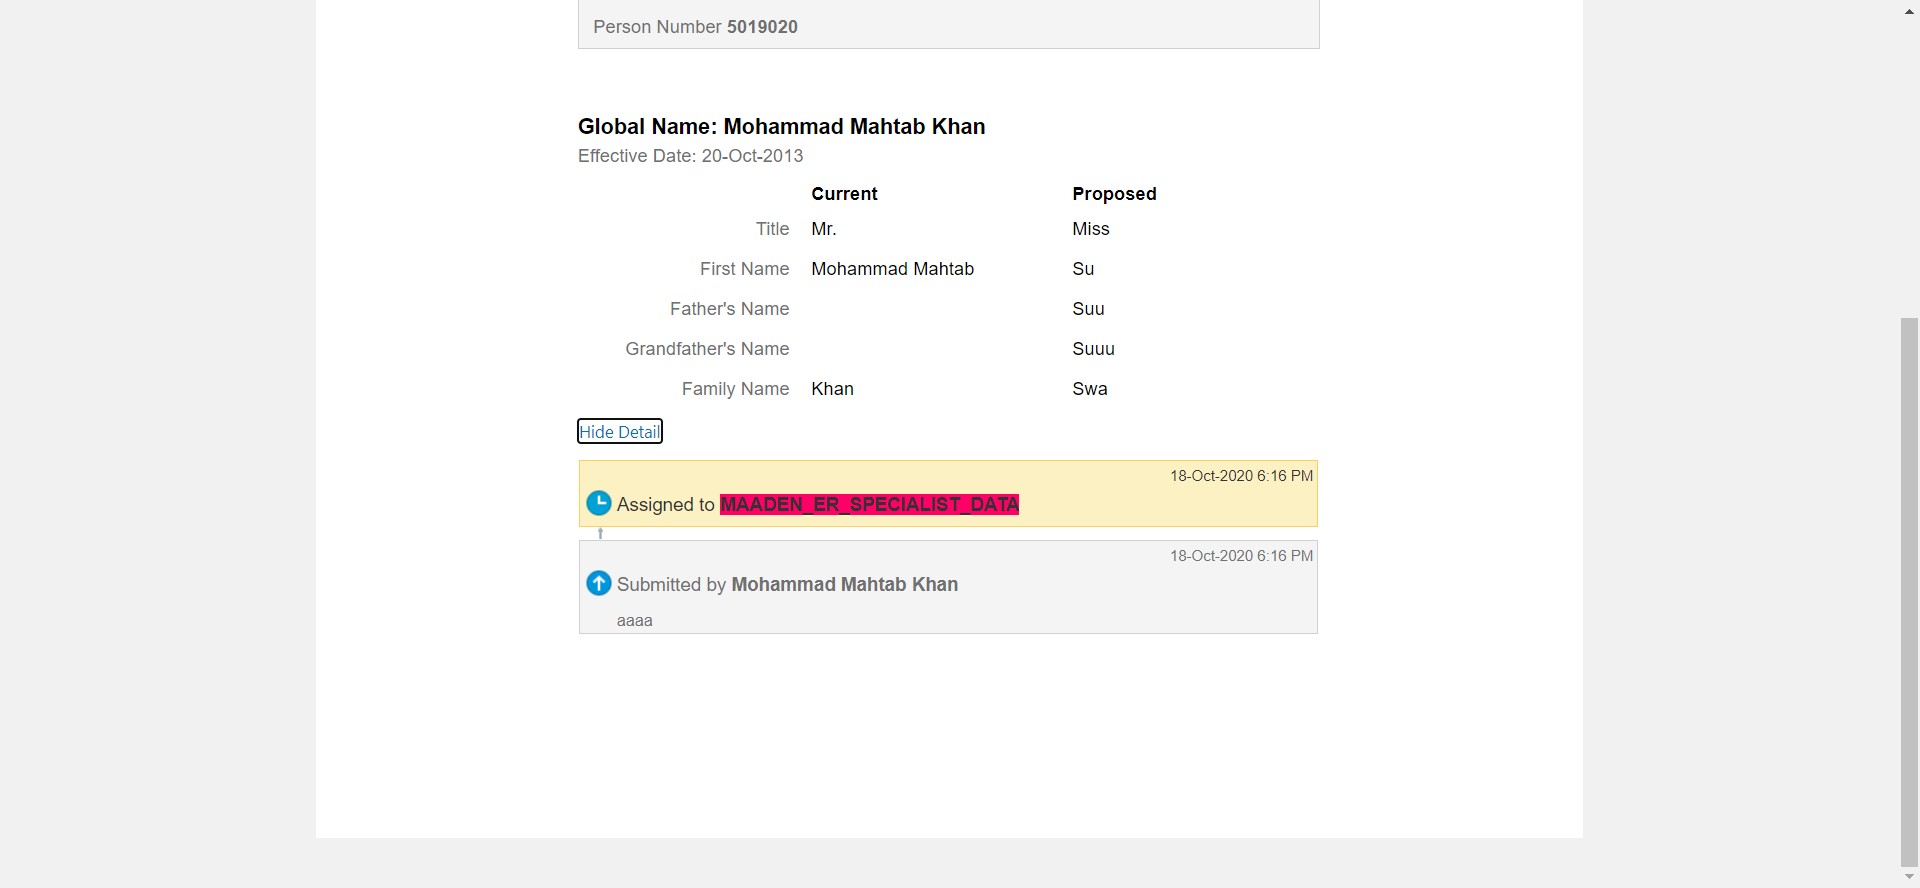 Person Number 5019020
Global Name: Mohammad Mahtab Khan
Effective Date: 20-Oct-2013
Current Proposed
Title Mr. Miss
First Name Mohammad Mahtab Su
Father's Name Suu
Grandfather's Name Suuu
Family Name Khan Swa
Hide Detail
18-Oct-2020 6:16 PM
Assigned to MAADEN_ER_SPECIALIST_DATA
18-Oct-2020 6:16 PM
Submitted by Mohammad Mahtab Khan
aaaa